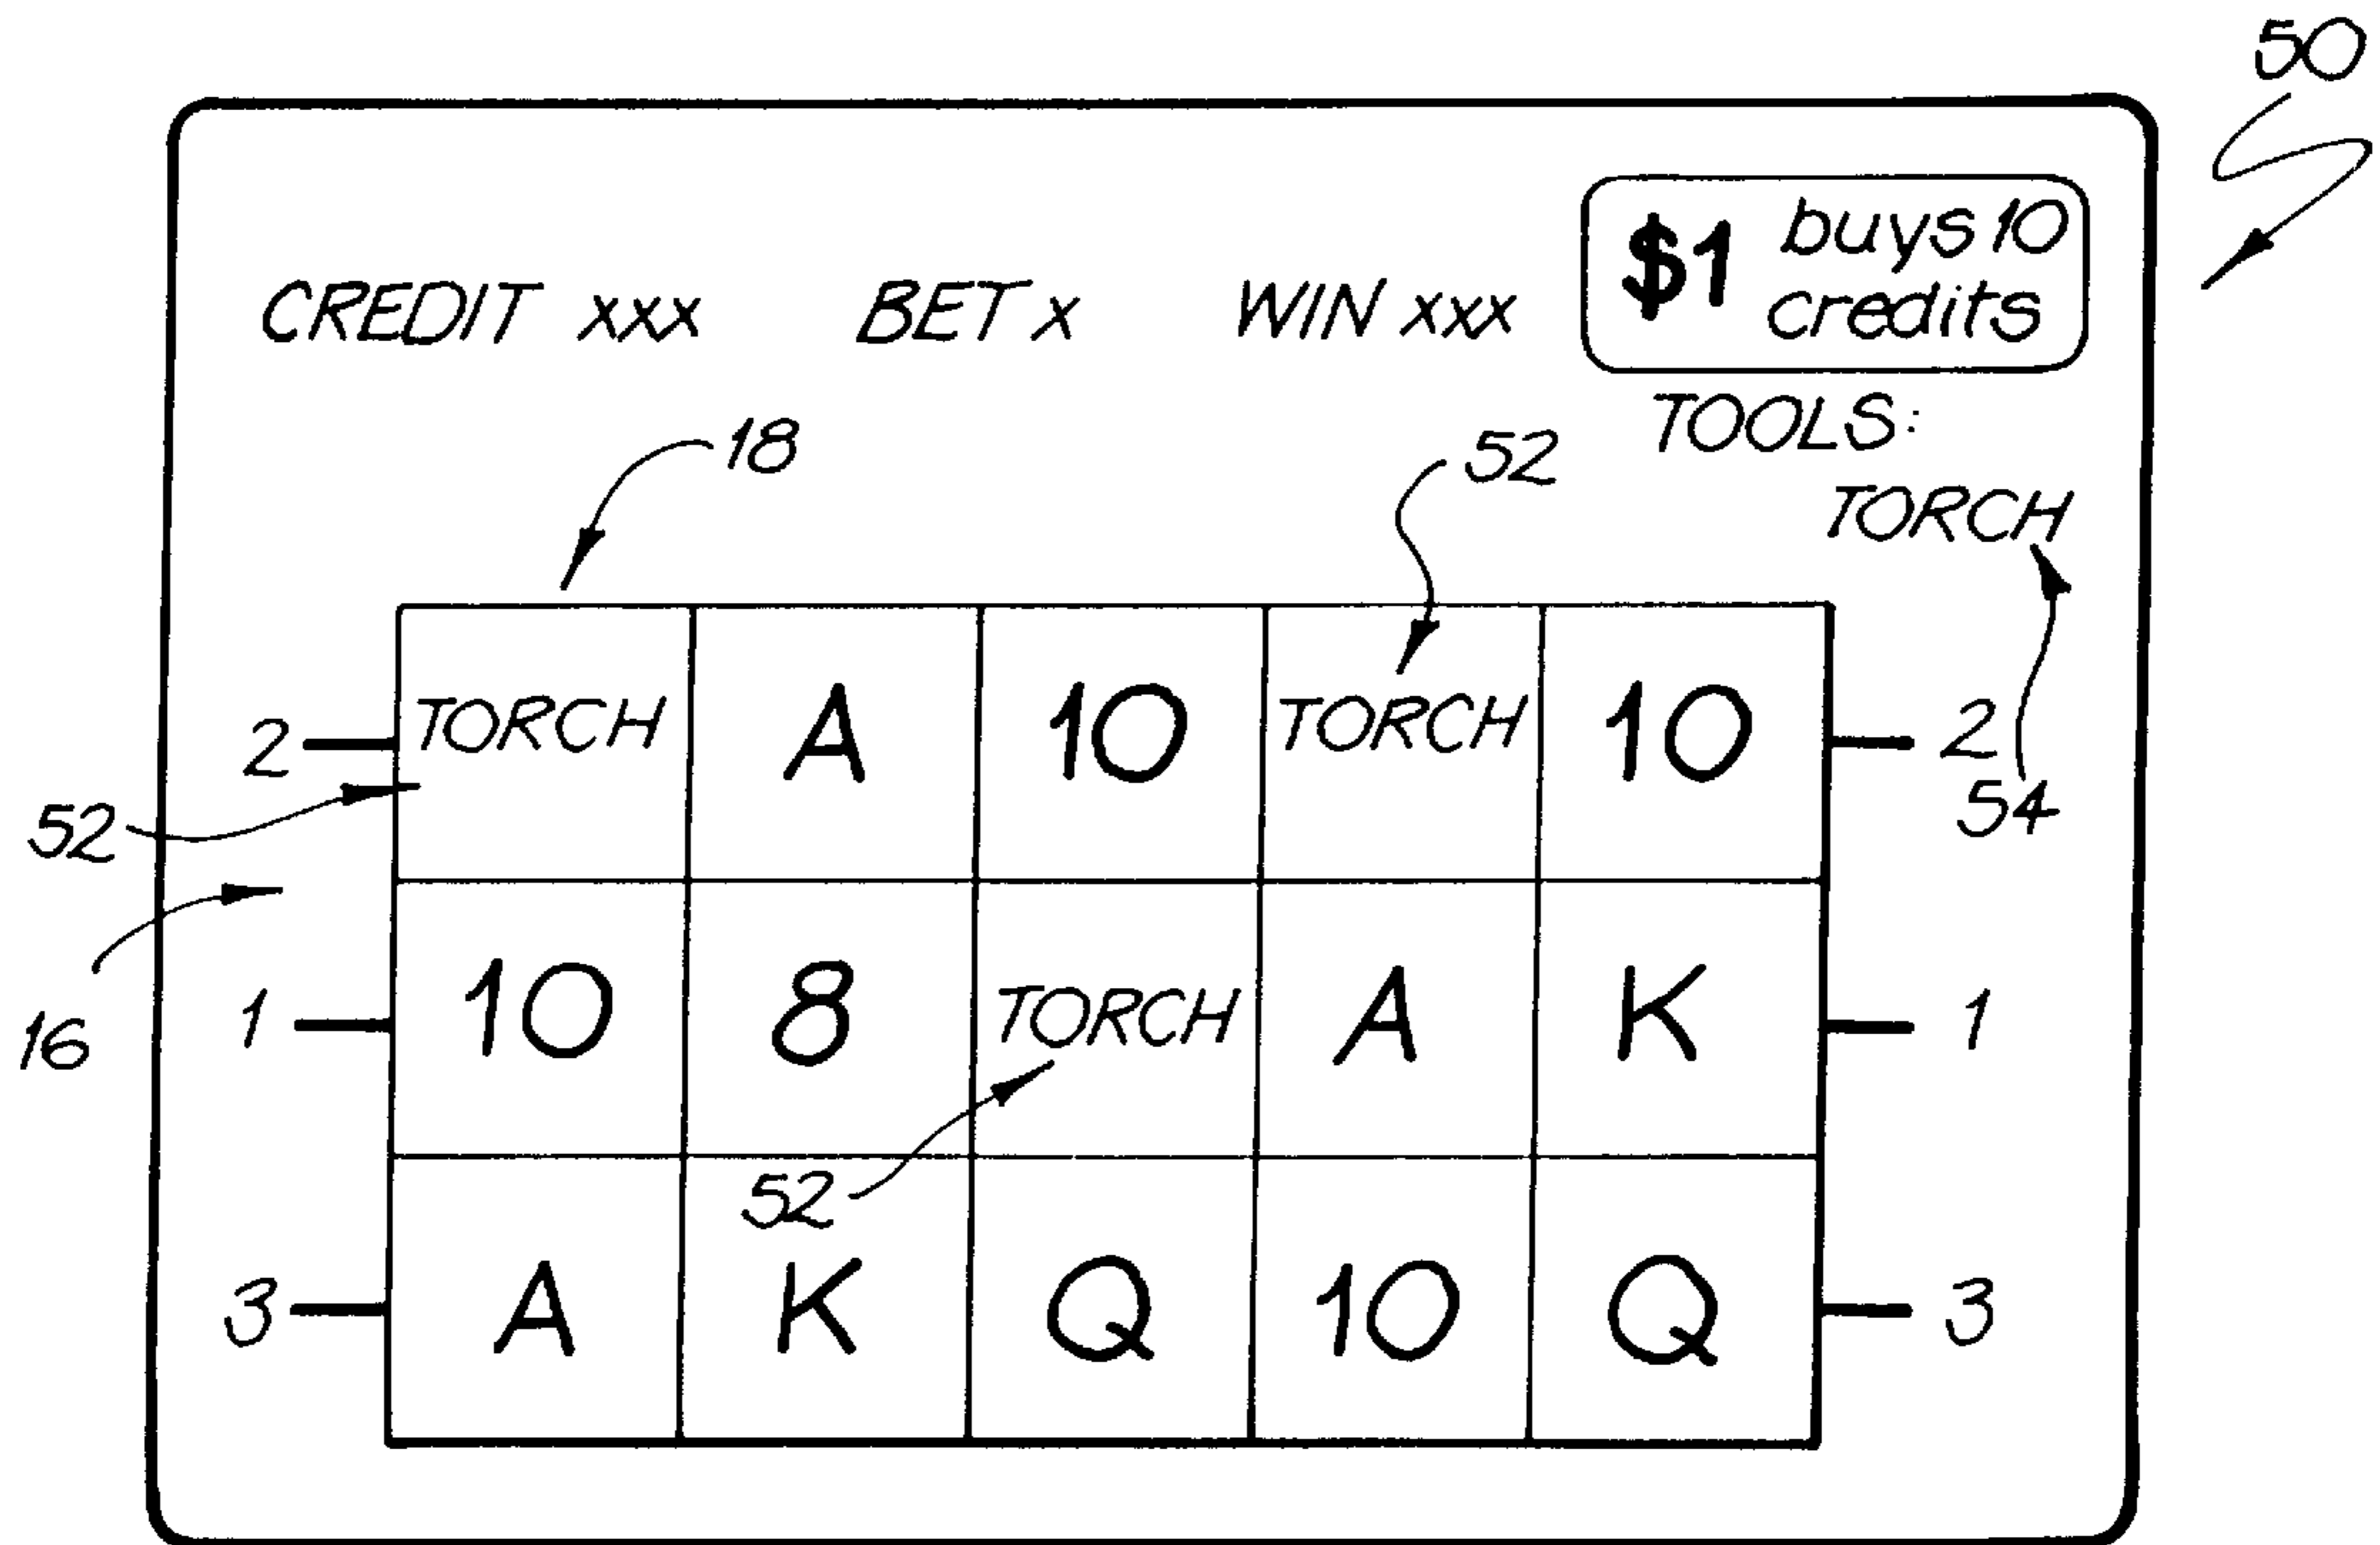 50
$1 buys 10
credits
CREDIT xxx BET x WIN xxx
TOOLS:
18 52
TORCH
2 TORCH A 10 TORCH 10 2
52 54
16
1 10 8 TORCH A K 1
52
3 A K Q 10 Q 3